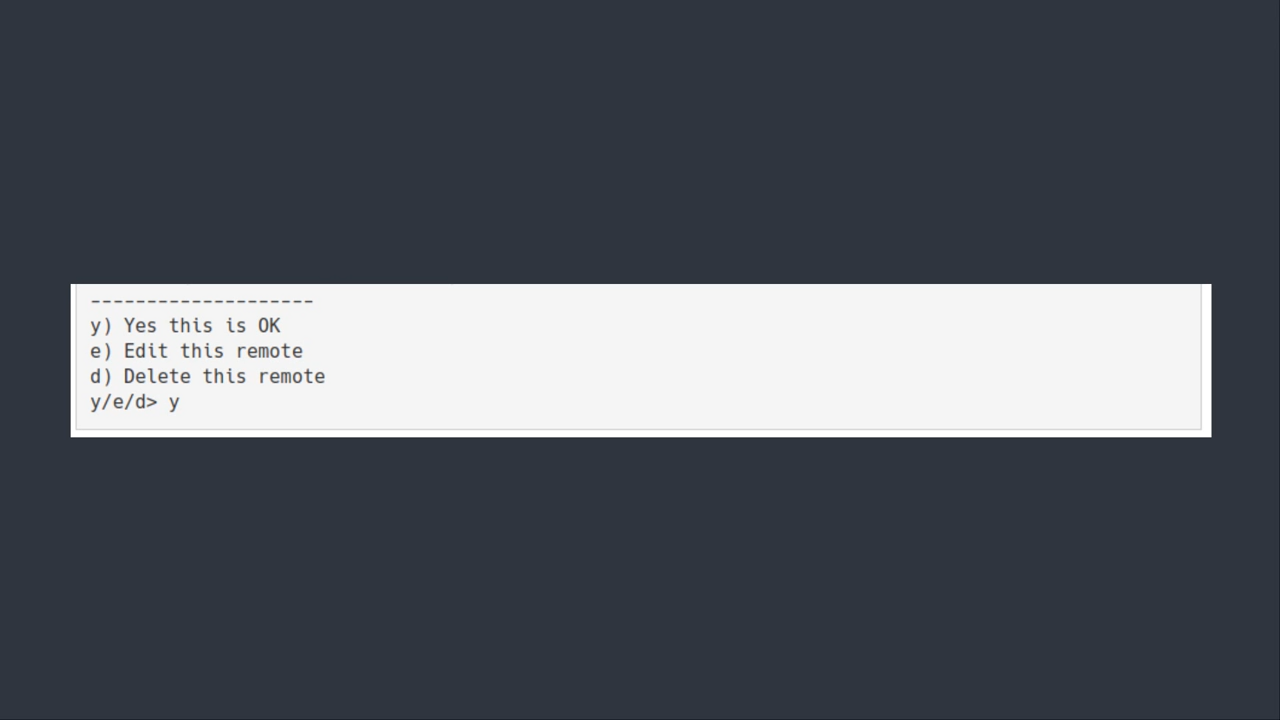 --------------------
y) Yes this is OK
e) Edit this remote
d) Delete this remote
y/e/d> y